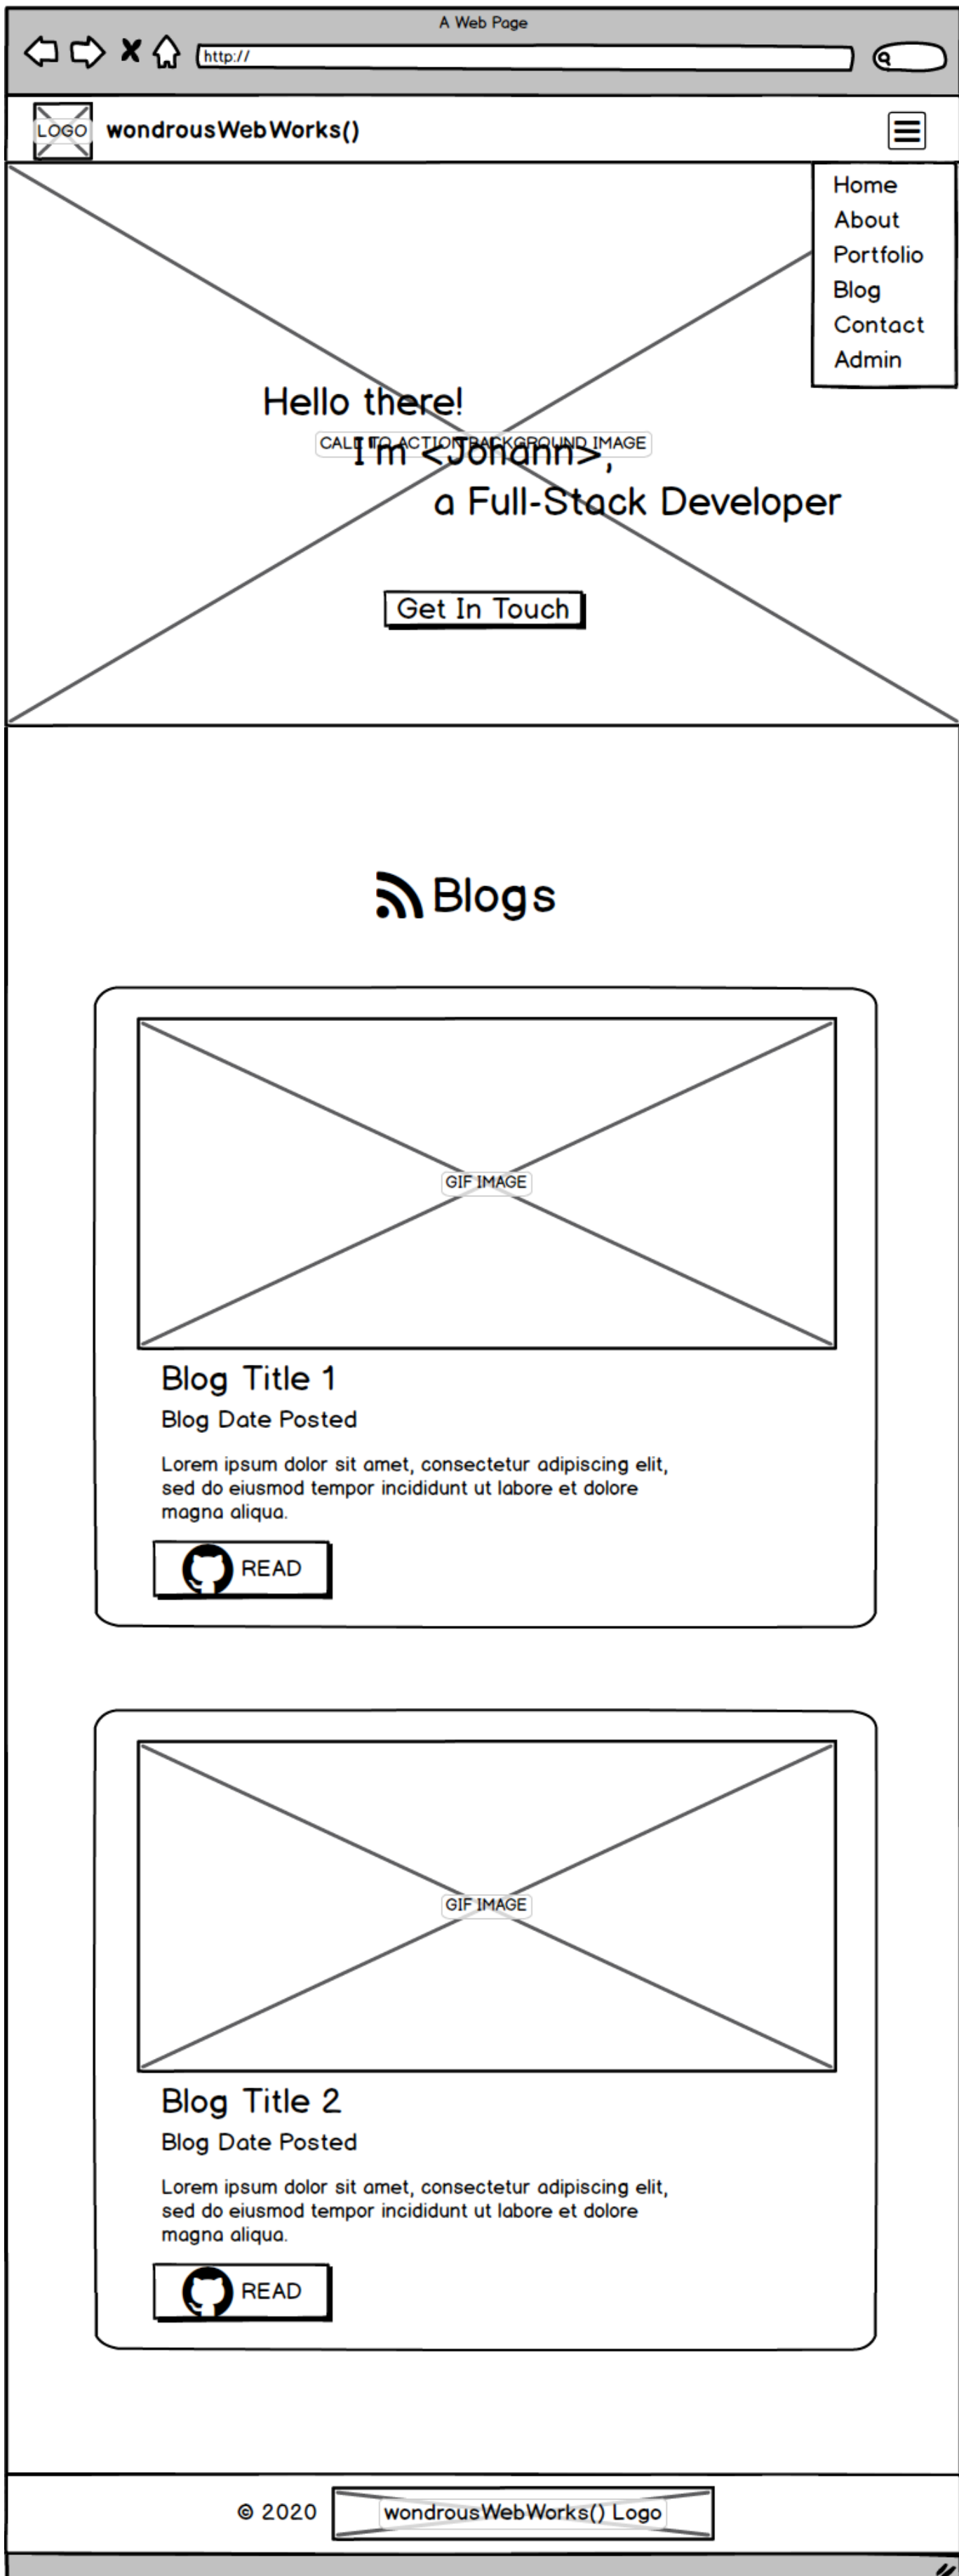 A Web Page
http://
LOGO wondrousWebWorks()
Home
About
Portfolio
Blog
Contact
Admin
Hello there!
CALL TO ACTION BACKGROUND IMAGE
I'm <Johann>,
a Full-Stack Developer
Get In Touch
Blogs
GIF IMAGE
Blog Title 1
Blog Date Posted
Lorem ipsum dolor sit amet, consectetur adipiscing elit,
sed do eiusmod tempor incididunt ut labore et dolore
magna aliqua.
READ
GIF IMAGE
Blog Title 2
Blog Date Posted
Lorem ipsum dolor sit amet, consectetur adipiscing elit,
sed do eiusmod tempor incididunt ut labore et dolore
magna aliqua.
READ
© 2020 wondrousWebWorks() Logo